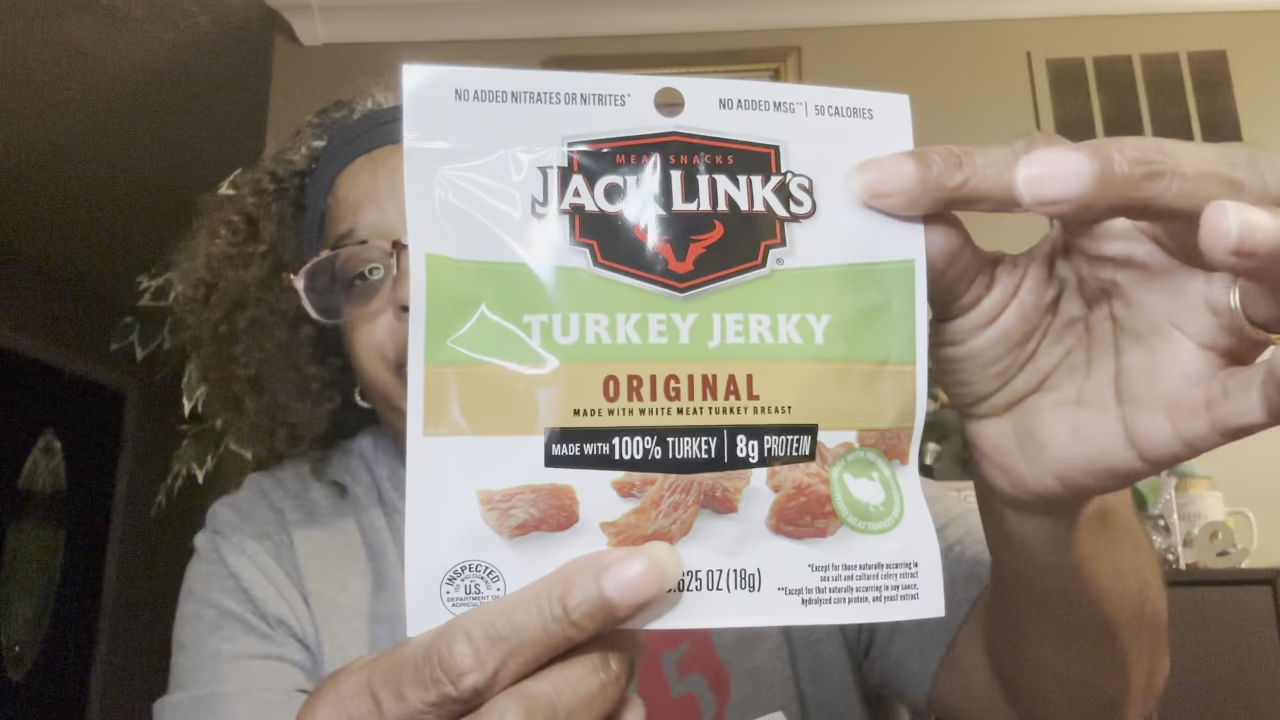 NO ADDED NITRATES OR NITRITES*
NO ADDED MSG** | 50 CALORIES
MEAT SNACKS
JACK LINK'S
®
TURKEY JERKY
ORIGINAL
MADE WITH WHITE MEAT TURKEY BREAST
MADE WITH 100% TURKEY | 8g PROTEIN
INSPECTED
U.S.
DEPARTMENT OF
AGRICULTURE
.625 OZ (18g)
*Except for those naturally occurring in
sea salt and cultured celery extract
**Except for that naturally occurring in soy sauce,
hydrolyzed corn protein, and yeast extract